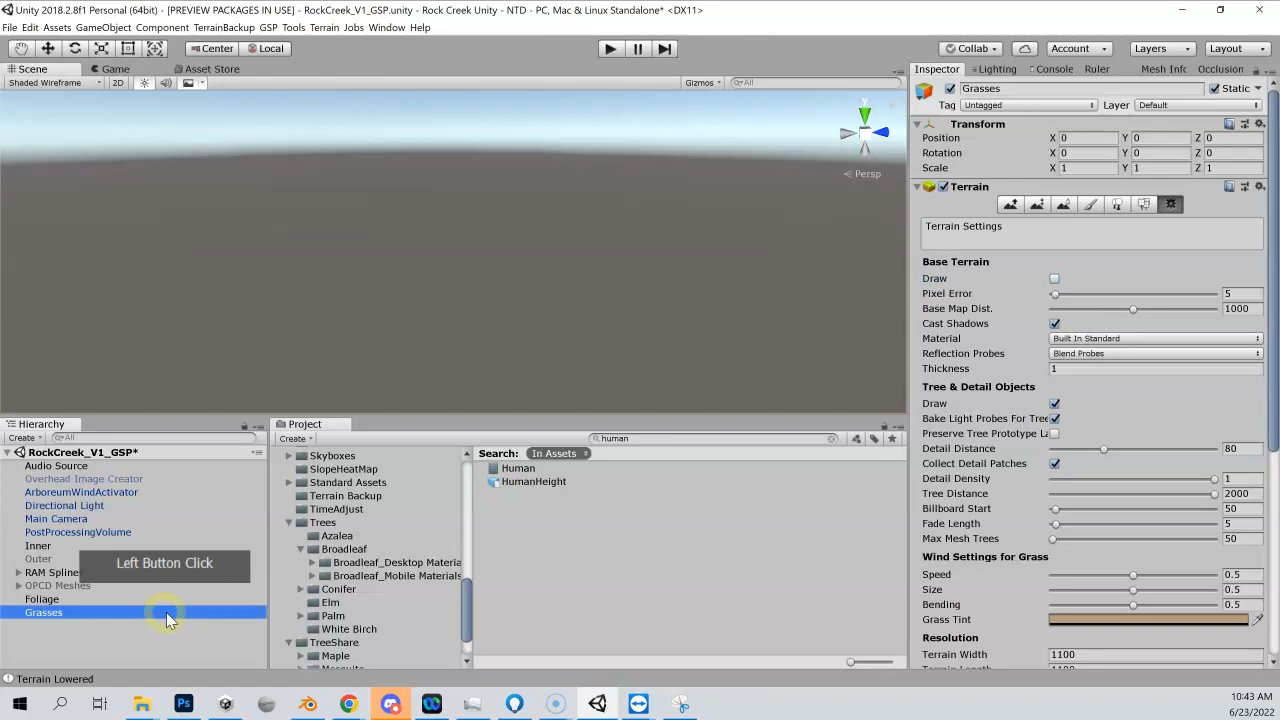 Unity 2018.2.8f1 Personal (64bit) - [PREVIEW PACKAGES IN USE] - RockCreek_V1_GSP.unity - Rock Creek Unity - NTD - PC, Mac & Linux Standalone* <DX11>
File Edit Assets GameObject Component TerrainBackup GSP Tools Terrain Jobs Window Help
Center Local Collab Account Layers Layout
Scene Game Asset Store
Inspector Lighting Console Ruler Mesh Info Occlusion
Shaded Wireframe 2D Gizmos All
Y
Persp
Grasses Static
Tag Untagged Layer Default
Transform
Position X 0 Y 0 Z 0
Rotation X 0 Y 0 Z 0
Scale X 1 Y 1 Z 1
Terrain
Terrain Settings
Base Terrain
Draw
Pixel Error 5
Base Map Dist. 1000
Cast Shadows
Material Built In Standard
Reflection Probes Blend Probes
Thickness 1
Tree & Detail Objects
Draw
Bake Light Probes For Tree
Preserve Tree Prototype La
Detail Distance 80
Collect Detail Patches
Detail Density 1
Tree Distance 2000
Billboard Start 50
Fade Length 5
Max Mesh Trees 50
Wind Settings for Grass
Speed 0.5
Size 0.5
Bending 0.5
Grass Tint
Resolution
Terrain Width 1100
Hierarchy
Create All
RockCreek_V1_GSP*
Audio Source
Overhead Image Creator
ArboreumWindActivator
Directional Light
Main Camera
PostProcessingVolume
Inner
Outer
RAM Spline
OPCD Meshes
Foliage
Grasses
Left Button Click
Project
Create human
Skyboxes
SlopeHeatMap
Standard Assets
Terrain Backup
TimeAdjust
Trees
Azalea
Broadleaf
Broadleaf_Desktop Materia
Broadleaf_Mobile Materials
Conifer
Elm
Palm
White Birch
TreeShare
Maple
Search: In Assets
Human
HumanHeight
Terrain Lowered
Ps
10:43 AM
6/23/2022